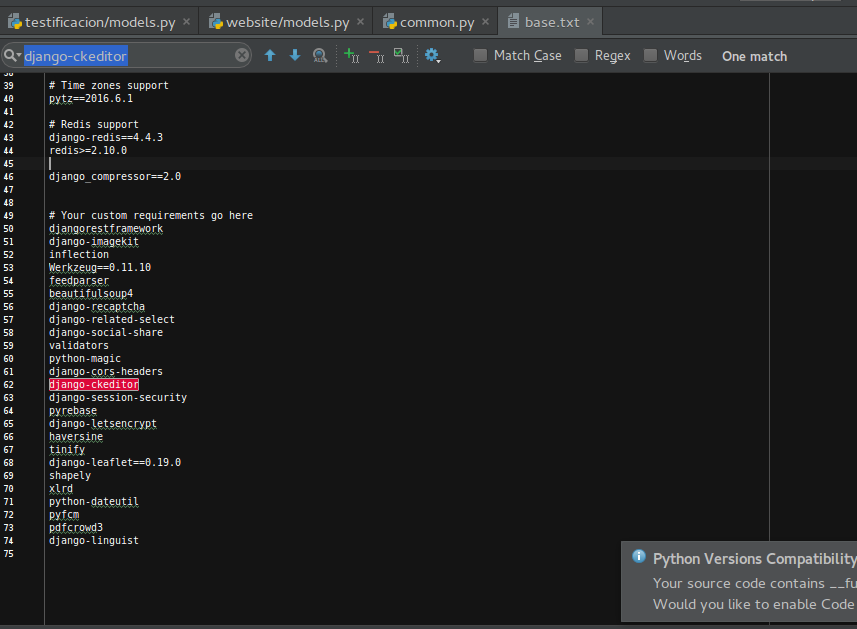 testificacion/models.py × website/models.py × common.py × base.txt ×
django-ckeditor Match Case Regex Words One match
38
39 # Time zones support
40 pytz==2016.6.1
41
42 # Redis support
43 django-redis==4.4.3
44 redis>=2.10.0
45
46 django_compressor==2.0
47
48
49 # Your custom requirements go here
50 djangorestframework
51 django-imagekit
52 inflection
53 Werkzeug==0.11.10
54 feedparser
55 beautifulsoup4
56 django-recaptcha
57 django-related-select
58 django-social-share
59 validators
60 python-magic
61 django-cors-headers
62 django-ckeditor
63 django-session-security
64 pyrebase
65 django-letsencrypt
66 haversine
67 tinify
68 django-leaflet==0.19.0
69 shapely
70 xlrd
71 python-dateutil
72 pyfcm
73 pdfcrowd3
74 django-linguist
75
Python Versions Compatibility
Your source code contains __fu
Would you like to enable Code